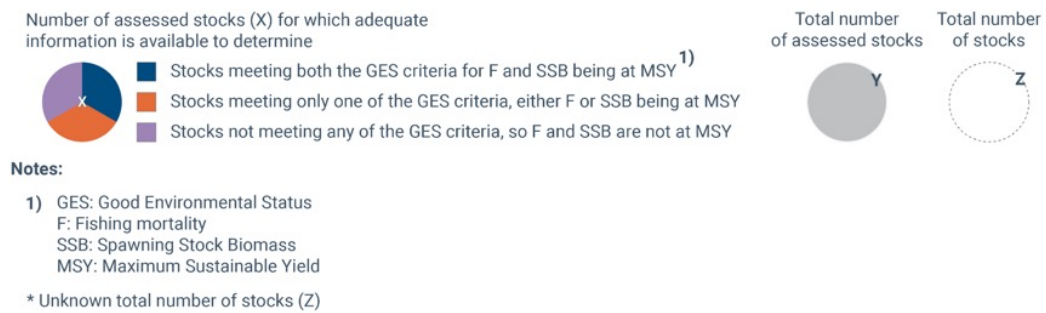 Number of assessed stocks (X) for which adequate
information is available to determine
X
Stocks meeting both the GES criteria for F and SSB being at MSY 1)
Stocks meeting only one of the GES criteria, either F or SSB being at MSY
Stocks not meeting any of the GES criteria, so F and SSB are not at MSY
Total number
of assessed stocks
Y
Total number
of stocks
Z
Notes:
1) GES: Good Environmental Status
F: Fishing mortality
SSB: Spawning Stock Biomass
MSY: Maximum Sustainable Yield
* Unknown total number of stocks (Z)